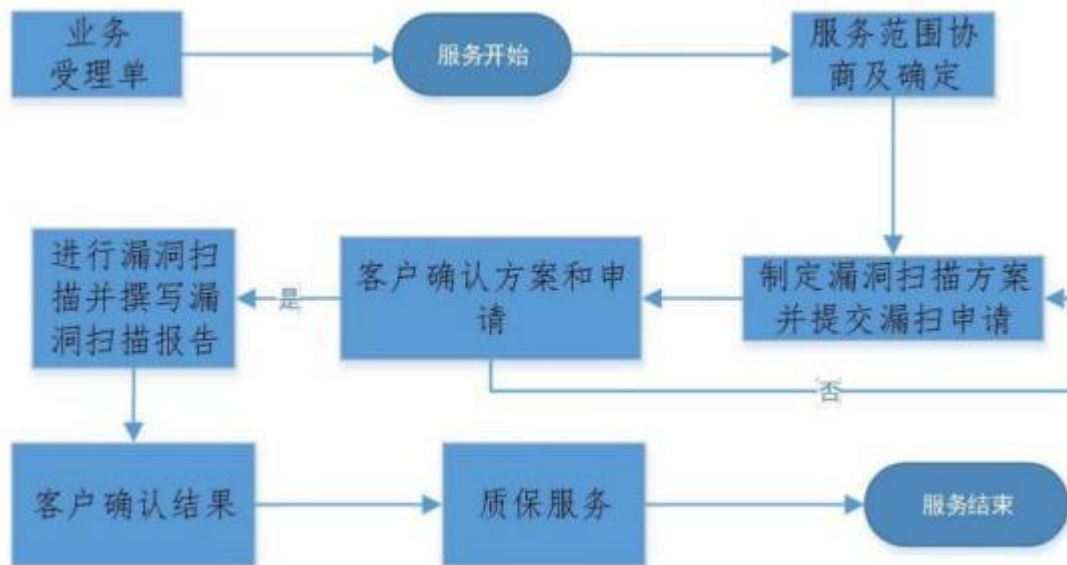 业务
受理单
服务开始
服务范围协
商及确定
进行漏洞扫
描并撰写漏
洞扫描报告
是
客户确认方案和申
请
制定漏洞扫描方案
并提交漏扫申请
否
客户确认结果
质保服务
服务结束